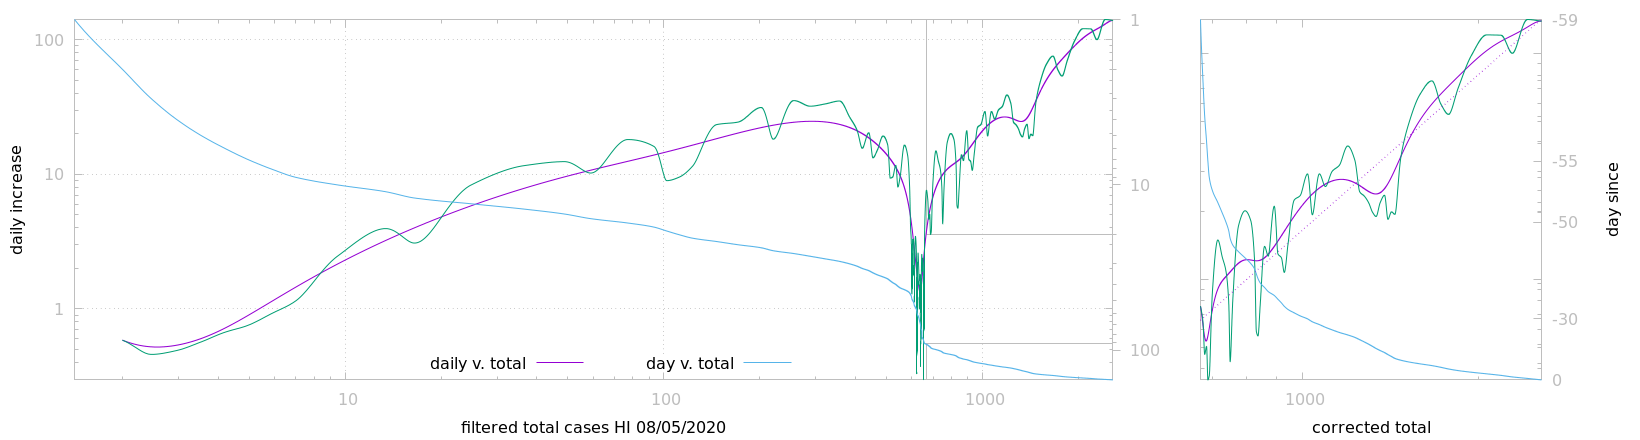 100
10
1
daily increase
10
100
1000
filtered total cases HI 08/05/2020
daily v. total
day v. total
1
10
100
1000
corrected total
-59
-55
-50
-30
0
day since